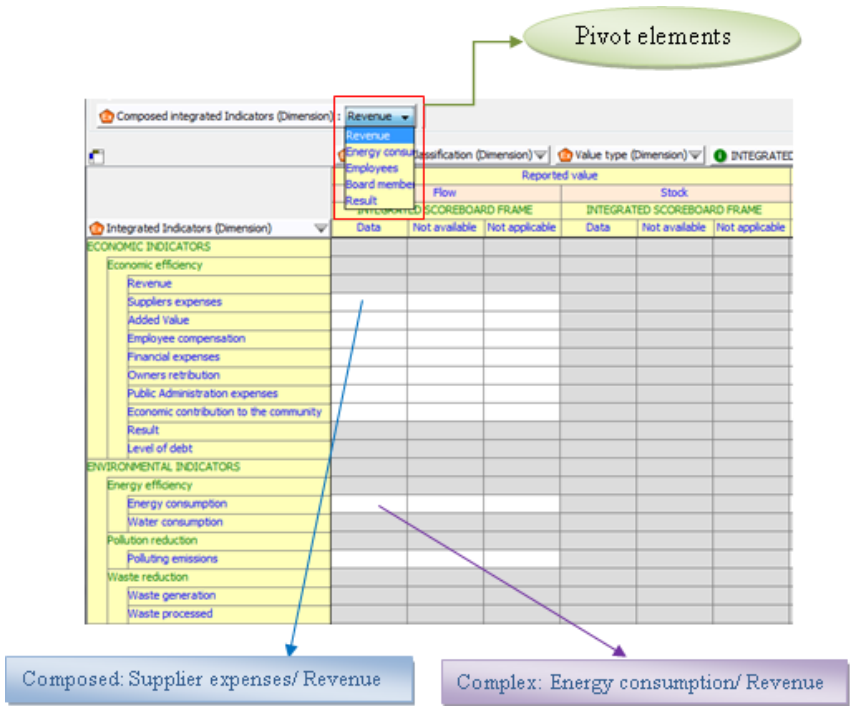 Pivot elements
Composed integrated Indicators (Dimension) : Revenue
Revenue
Energy consu
Employees
Board member
Result
lassification (Dimension) Value type (Dimension) INTEGRATED
Reported value
Flow Stock
INTEGRATED SCOREBOARD FRAME INTEGRATED SCOREBOARD FRAME
Integrated Indicators (Dimension) Data Not available Not applicable Data Not available Not applicable
ECONOMIC INDICATORS
Economic efficiency
Revenue
Suppliers expenses
Added Value
Employee compensation
Financial expenses
Owners retribution
Public Administration expenses
Economic contribution to the community
Result
Level of debt
ENVIRONMENTAL INDICATORS
Energy efficiency
Energy consumption
Water consumption
Pollution reduction
Polluting emissions
Waste reduction
Waste generation
Waste processed
Composed: Supplier expenses/ Revenue
Complex: Energy consumption/ Revenue